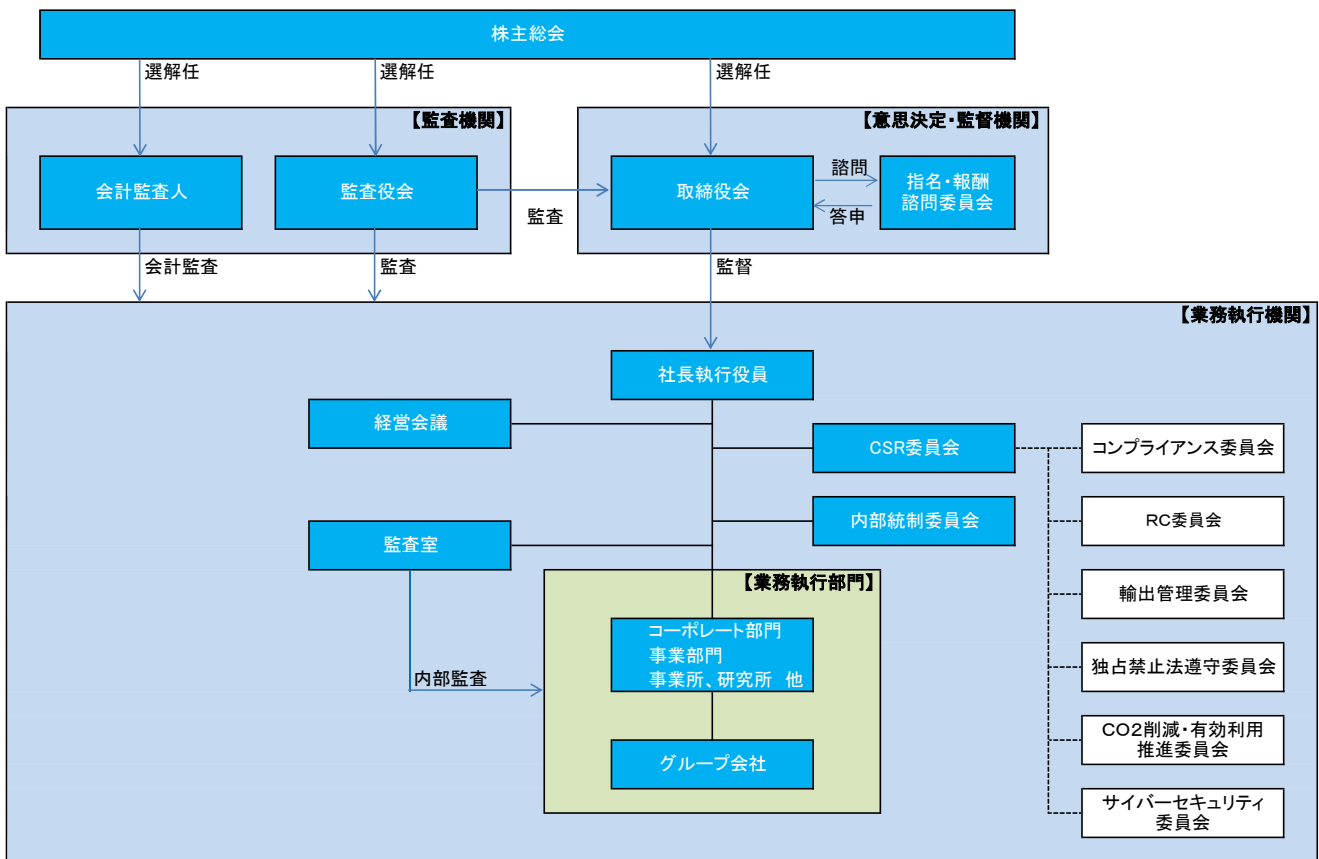 株主総会
選解任
選解任
選解任
【監査機関】
【意思決定・監督機関】
会計監査人
監査役会
取締役会
諮問
答申
指名・報酬
諮問委員会
監査
会計監査
監査
監督
【業務執行機関】
社長執行役員
経営会議
CSR委員会
コンプライアンス委員会
内部統制委員会
RC委員会
監査室
【業務執行部門】
輸出管理委員会
コーポレート部門
事業部門
事業所、研究所 他
内部監査
独占禁止法遵守委員会
CO2削減・有効利用
推進委員会
グループ会社
サイバーセキュリティ
委員会